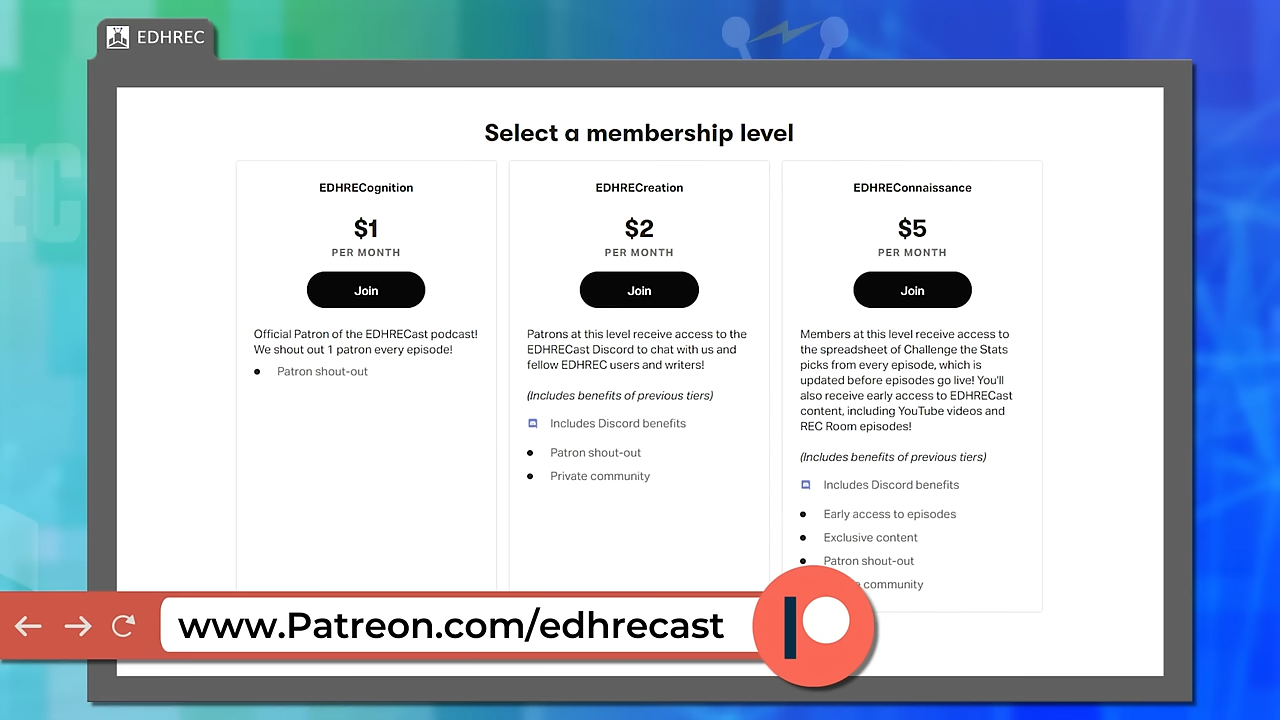 EDHREC
EC
Select a membership level
EDHRECognition
$1
PER MONTH
Join
Official Patron of the EDHRECast podcast!
We shout out 1 patron every episode!
Patron shout-out
EDHRECreation
$2
PER MONTH
Join
Patrons at this level receive access to the
EDHRECast Discord to chat with us and
fellow EDHREC users and writers!
(Includes benefits of previous tiers)
Includes Discord benefits
Patron shout-out
Private community
EDHREConnaissance
$5
PER MONTH
Join
Members at this level receive access to
the spreadsheet of Challenge the Stats
picks from every episode, which is
updated before episodes go live! You'll
also receive early access to EDHRECast
content, including YouTube videos and
REC Room episodes!
(Includes benefits of previous tiers)
Includes Discord benefits
Early access to episodes
Exclusive content
Patron shout-out
community
www.Patreon.com/edhrecast